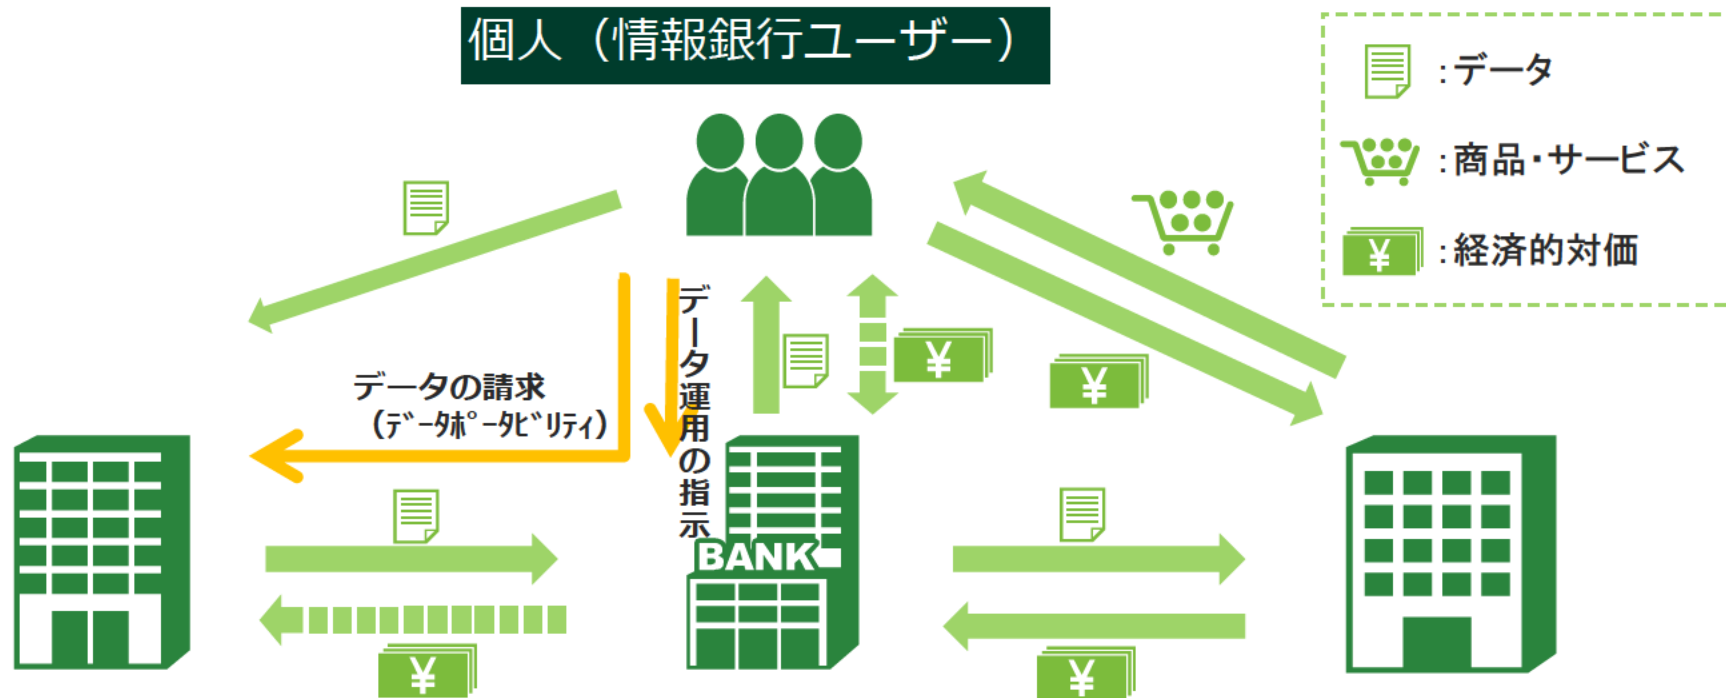 個人（情報銀行ユーザー）
：データ
：商品・サービス
：経済的対価
¥
データの請求
（ﾃﾞｰﾀﾎﾟｰﾀﾋﾞﾘﾃｨ）
データ運用の指示
¥
¥
BANK
¥
¥